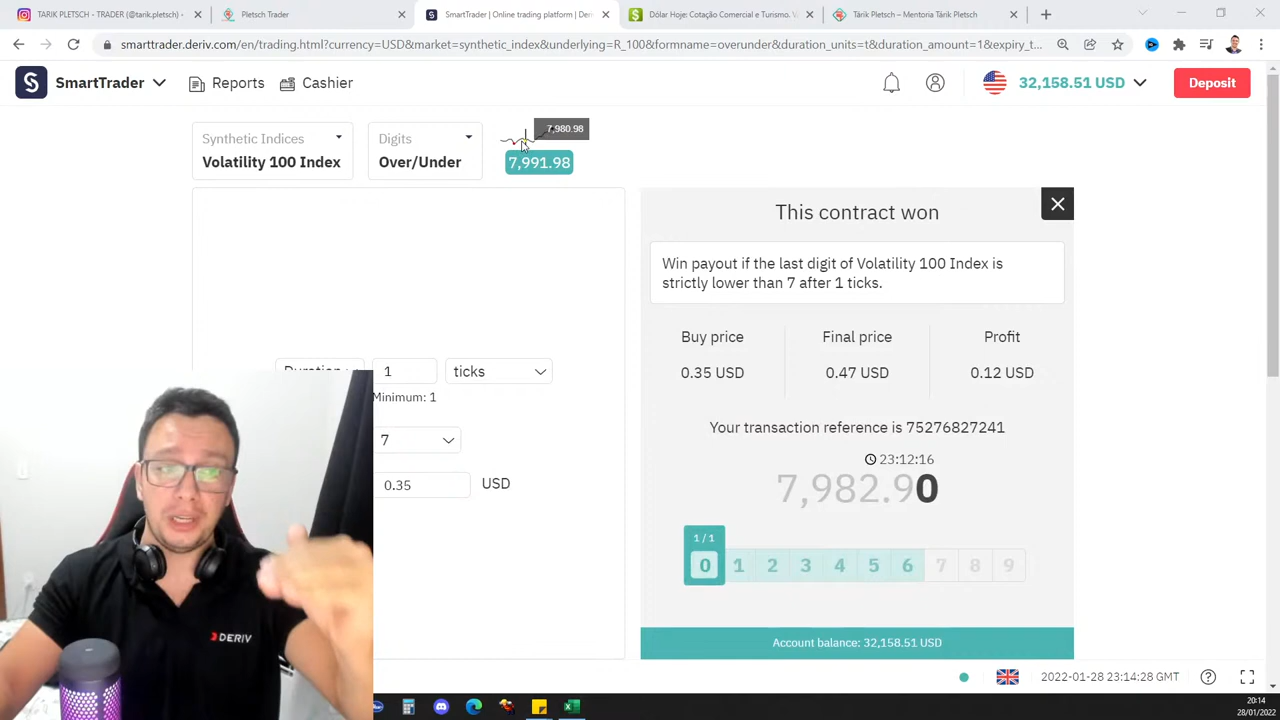 TARIK PLETSCH - TRADER (@tarik.pletsch) •
Pletsch Trader
SmartTrader | Online trading platform | Deri
Dólar Hoje: Cotação Comercial e Turismo. V
Tárik Pletsch – Mentoria Tárik Pletsch
smarttrader.deriv.com/en/trading.html?currency=USD&market=synthetic_index&underlying=R_100&formname=overunder&duration_units=t&duration_amount=1&expiry_t...
SmartTrader
Reports
Cashier
32,158.51 USD
Deposit
Synthetic Indices
Volatility 100 Index
Digits
Over/Under
7,980.98
7,991.98
This contract won
Win payout if the last digit of Volatility 100 Index is
strictly lower than 7 after 1 ticks.
Buy price
Final price
Profit
0.35 USD
0.47 USD
0.12 USD
Your transaction reference is 75276827241
23:12:16
7,982.90
1 / 1
0 1 2 3 4 5 6 7 8 9
Account balance: 32,158.51 USD
Duration
1
ticks
Minimum: 1
7
0.35
USD
DERIV
2022-01-28 23:14:28 GMT
20:14
28/01/2022